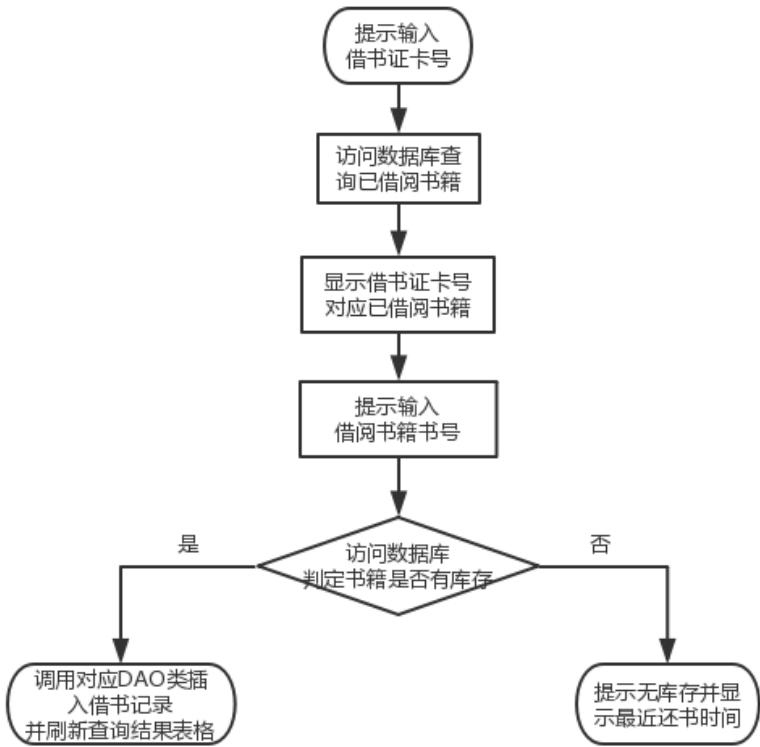 提示输入
借书证卡号
访问数据库查
询已借阅书籍
显示借书证卡号
对应已借阅书籍
提示输入
借阅书籍书号
是
否
访问数据库
判定书籍是否有库存
调用对应DAO类插
入借书记录
并刷新查询结果表格
提示无库存并显
示最近还书时间